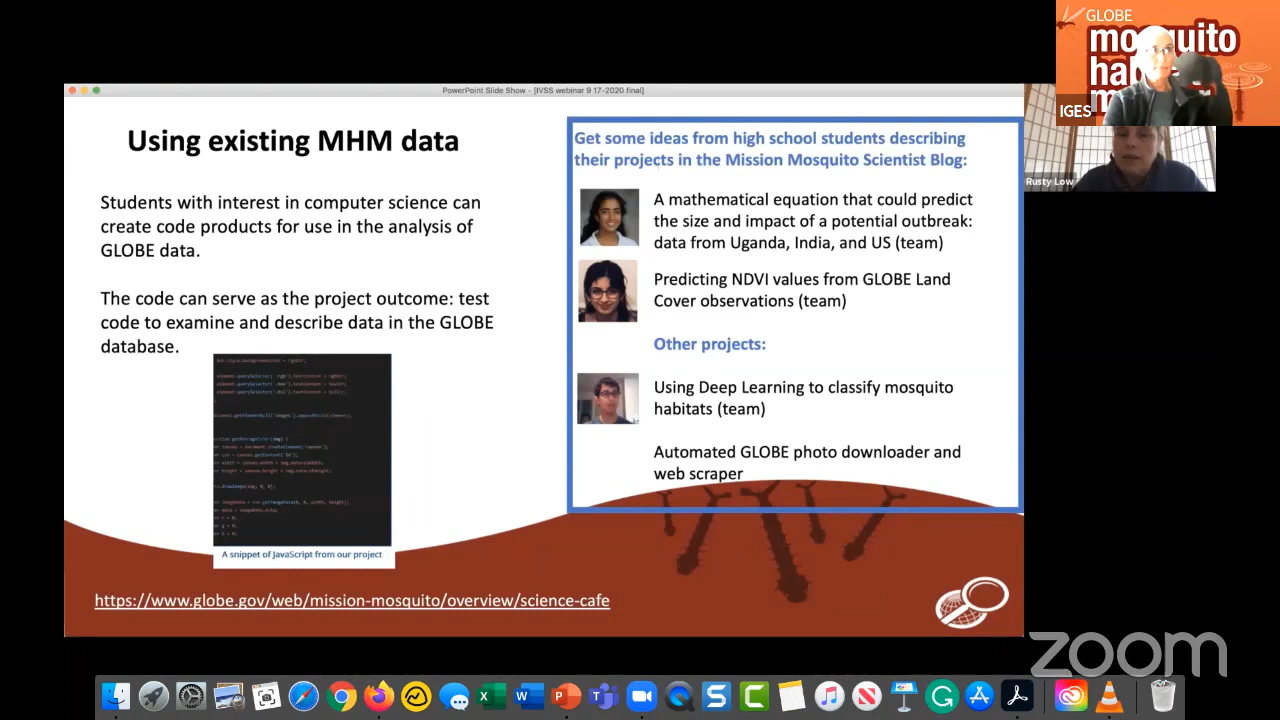 PowerPoint Slide Show - [IVSS webinar 9 17-2020 final]
Using existing MHM data
Students with interest in computer science can
create code products for use in the analysis of
GLOBE data.
The code can serve as the project outcome: test
code to examine and describe data in the GLOBE
database.
A snippet of JavaScript from our project
https://www.globe.gov/web/mission-mosquito/overview/science-cafe
Get some ideas from high school students describing
their projects in the Mission Mosquito Scientist Blog:
A mathematical equation that could predict
the size and impact of a potential outbreak:
data from Uganda, India, and US (team)
Predicting NDVI values from GLOBE Land
Cover observations (team)
Other projects:
Using Deep Learning to classify mosquito
habitats (team)
Automated GLOBE photo downloader and
web scraper
GLOBE
IGES
Rusty Low
zoom